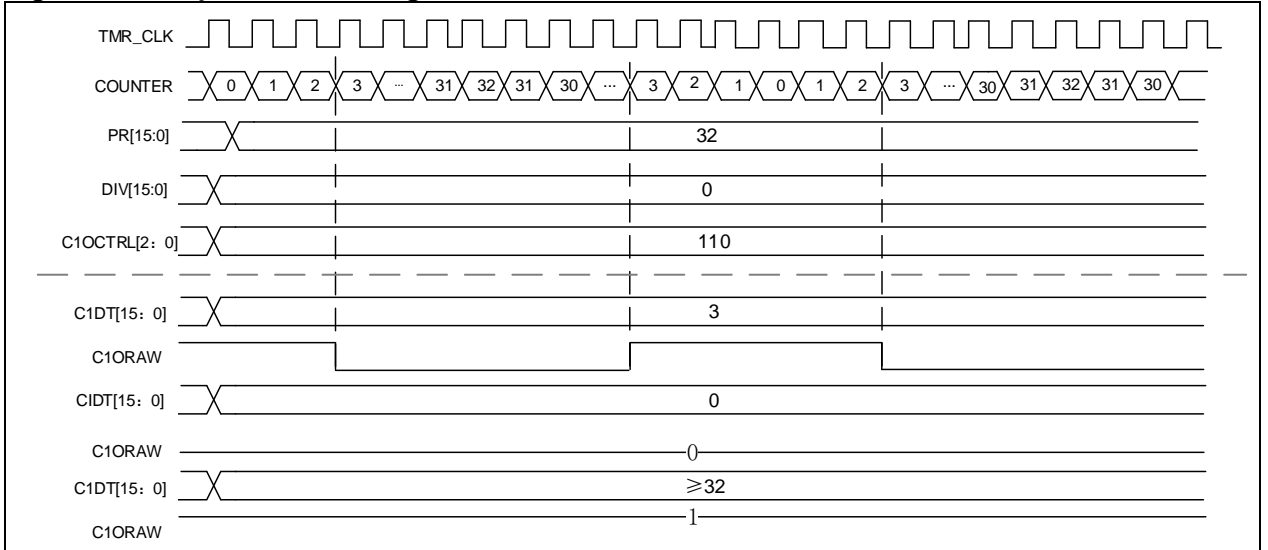 TMR_CLK
COUNTER 0 1 2 3 ... 31 32 31 30 ... 3 2 1 0 1 2 3 ... 30 31 32 31 30
PR[15:0] 32
DIV[15:0] 0
C1OCTRL[2：0] 110
C1DT[15：0] 3
C1ORAW
CIDT[15：0] 0
C1ORAW 0
C1DT[15：0] ≥32
C1ORAW 1